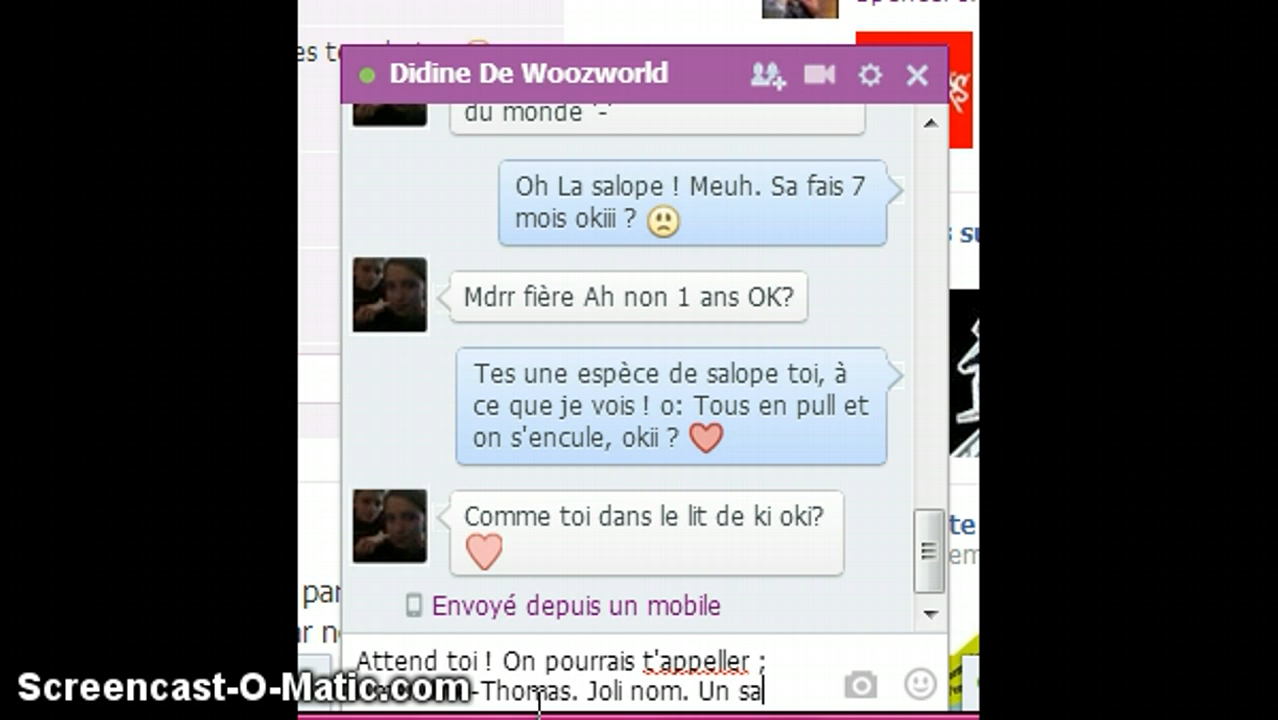 Didine De Woozworld
du monde '-'
Oh La salope ! Meuh. Sa fais 7
mois okiii ?
Mdrr fière Ah non 1 ans OK?
Tes une espèce de salope toi, à
ce que je vois ! o: Tous en pull et
on s'encule, okii ?
Comme toi dans le lit de ki oki?
Envoyé depuis un mobile
Attend toi ! On pourrais t'appeller ;
-Thomas. Joli nom. Un sa
Screencast-O-Matic.com